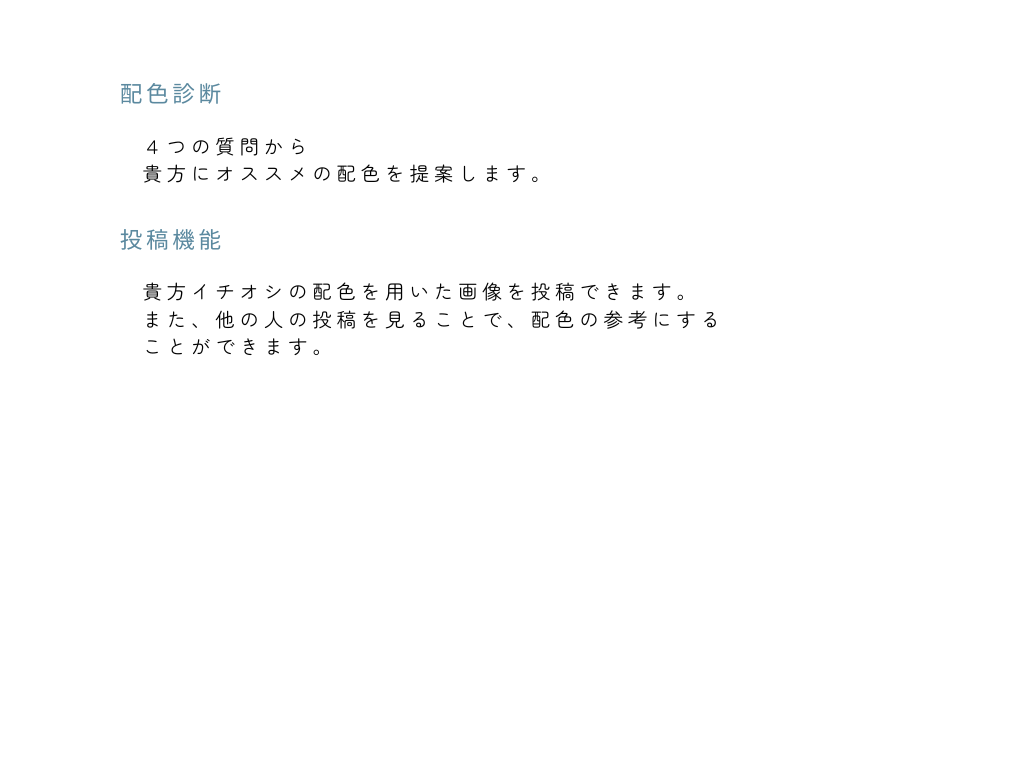 配色診断
４つの質問から
貴方にオススメの配色を提案します。
投稿機能
貴方イチオシの配色を用いた画像を投稿できます。
また、他の人の投稿を見ることで、配色の参考にする
ことができます。